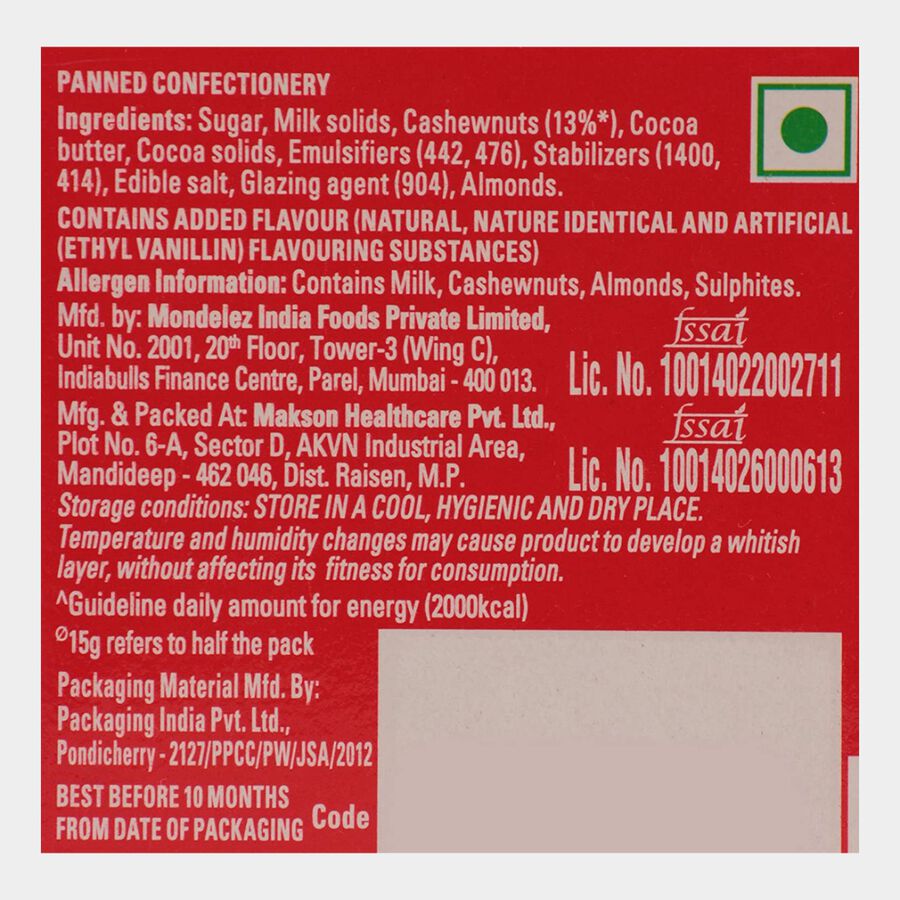 PANNED CONFECTIONERY
Ingredients: Sugar, Milk solids, Cashewnuts (13%*), Cocoa
butter, Cocoa solids, Emulsifiers (442, 476), Stabilizers (1400,
414), Edible salt, Glazing agent (904), Almonds.
CONTAINS ADDED FLAVOUR (NATURAL, NATURE IDENTICAL AND ARTIFICIAL
(ETHYL VANILLIN) FLAVOURING SUBSTANCES)
Allergen Information: Contains Milk, Cashewnuts, Almonds, Sulphites.
Mfd. by: Mondelez India Foods Private Limited,
Unit No. 2001, 20th Floor, Tower-3 (Wing C),
Indiabulls Finance Centre, Parel, Mumbai - 400 013.
fssai
Lic. No. 10014022002711
Mfg. & Packed At: Makson Healthcare Pvt. Ltd.,
Plot No. 6-A, Sector D, AKVN Industrial Area,
Mandideep - 462 046, Dist. Raisen, M.P.
fssai
Lic. No. 10014026000613
Storage conditions: STORE IN A COOL, HYGIENIC AND DRY PLACE.
Temperature and humidity changes may cause product to develop a whitish
layer, without affecting its fitness for consumption.
^Guideline daily amount for energy (2000kcal)
Ø15g refers to half the pack
Packaging Material Mfd. By:
Packaging India Pvt. Ltd.,
Pondicherry - 2127/PPCC/PW/JSA/2012
BEST BEFORE 10 MONTHS
FROM DATE OF PACKAGING
Code